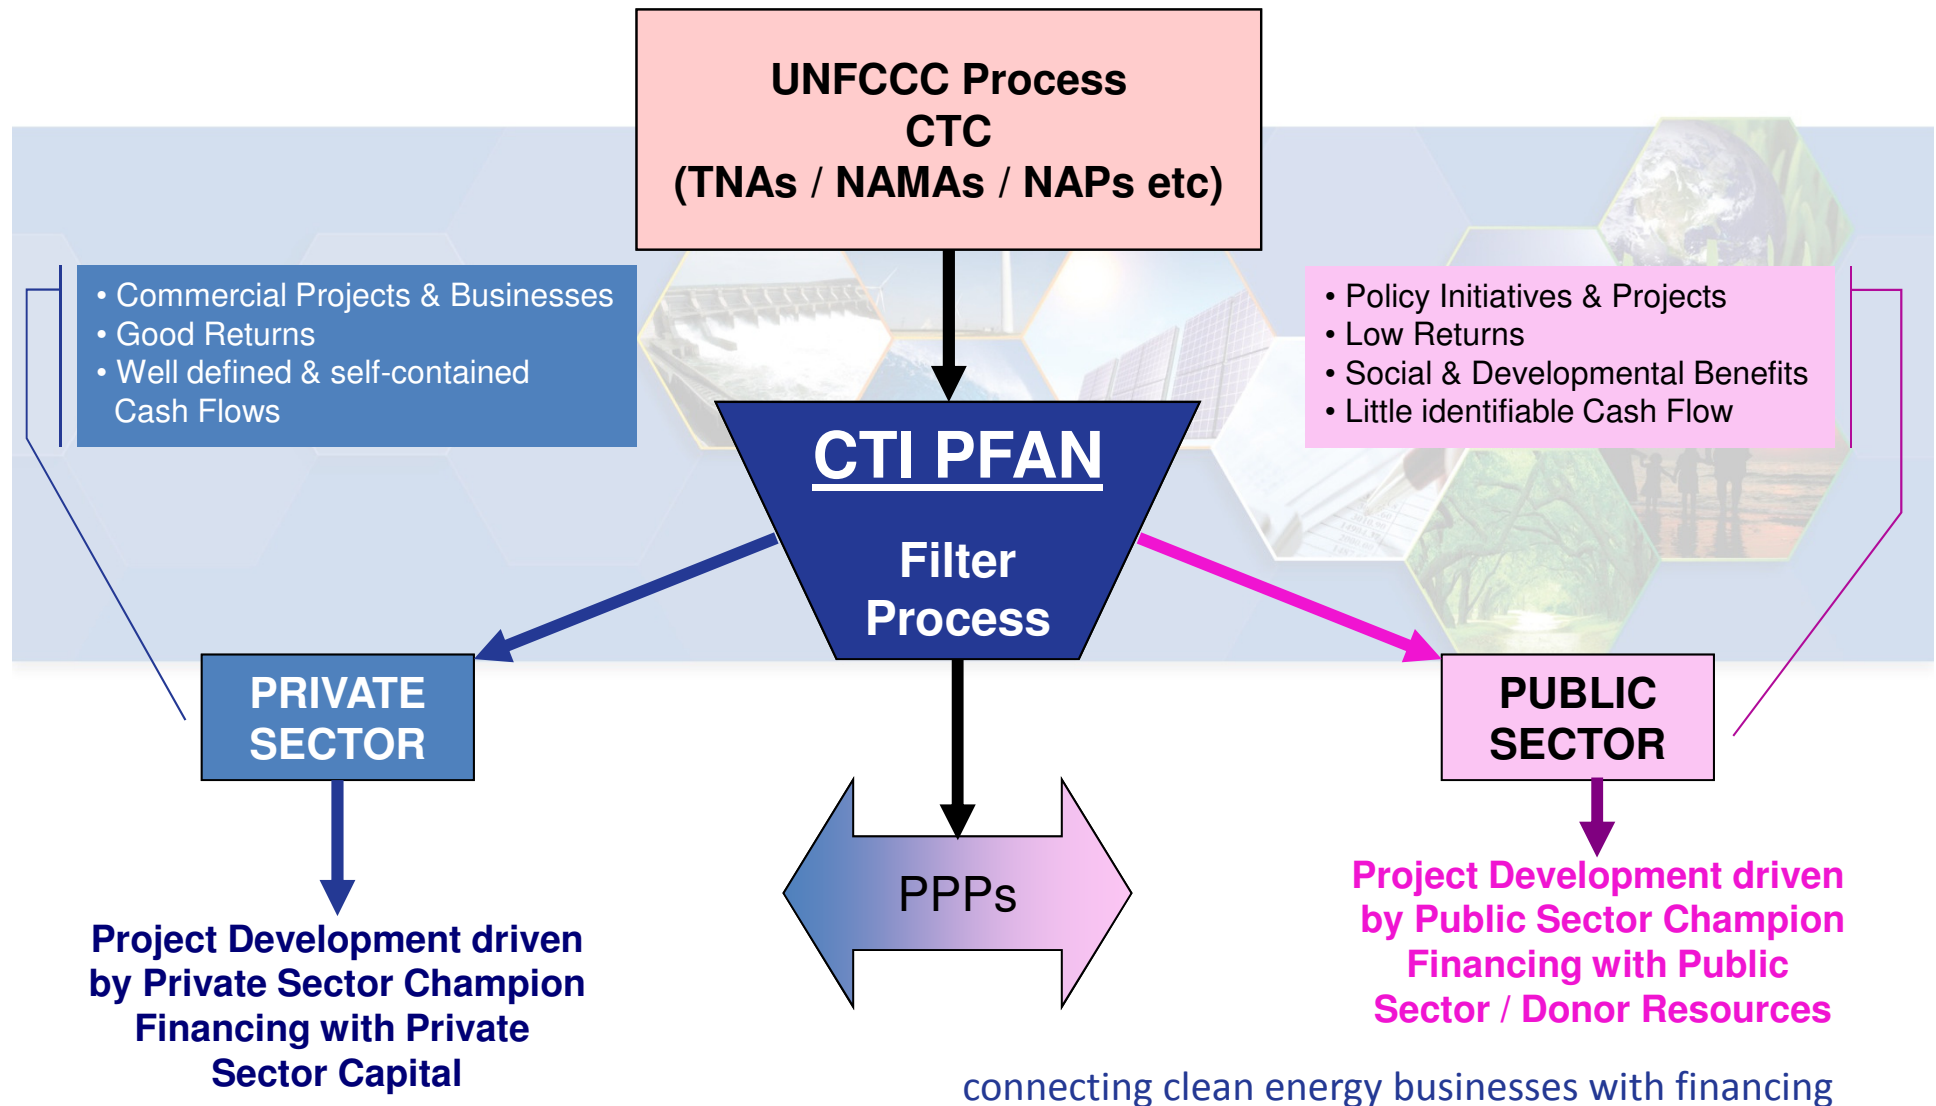 UNFCCC Process
CTC
(TNAs / NAMAs / NAPs etc)
• Commercial Projects & Businesses
• Good Returns
• Well defined & self-contained
Cash Flows
• Policy Initiatives & Projects
• Low Returns
• Social & Developmental Benefits
• Little identifiable Cash Flow
CTI PFAN
Filter
Process
PRIVATE
SECTOR
PUBLIC
SECTOR
PPPs
Project Development driven
by Private Sector Champion
Financing with Private
Sector Capital
Project Development driven
by Public Sector Champion
Financing with Public
Sector / Donor Resources
connecting clean energy businesses with financing